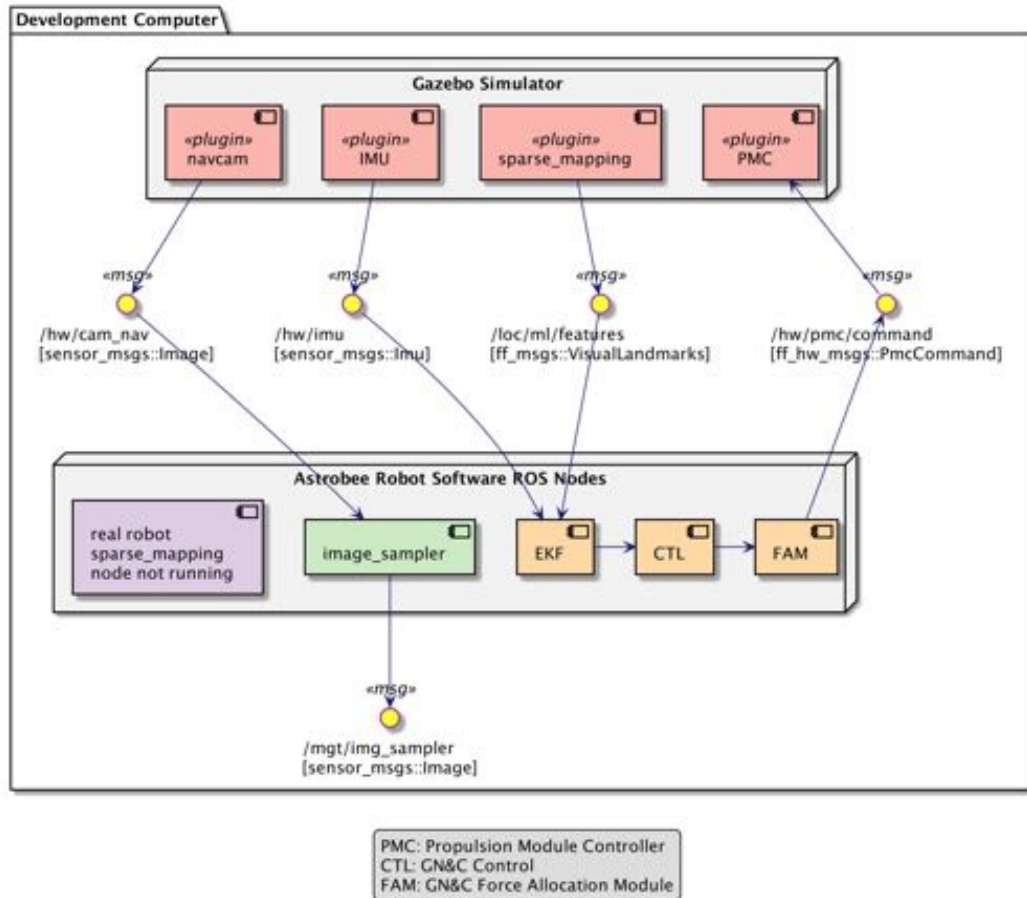 Development Computer
Gazebo Simulator
«plugin»
navcam
«plugin»
IMU
«plugin»
sparse_mapping
«plugin»
PMC
«msg»
/hw/cam_nav
[sensor_msgs::Image]
«msg»
/hw/imu
[sensor_msgs::Imu]
«msg»
/loc/ml/features
[ff_msgs::VisualLandmarks]
«msg»
/hw/pmc/command
[ff_hw_msgs::PmcCommand]
Astrobee Robot Software ROS Nodes
real robot
sparse_mapping
node not running
image_sampler
EKF
CTL
FAM
«msg»
/mgt/img_sampler
[sensor_msgs::Image]
PMC: Propulsion Module Controller
CTL: GN&C Control
FAM: GN&C Force Allocation Module